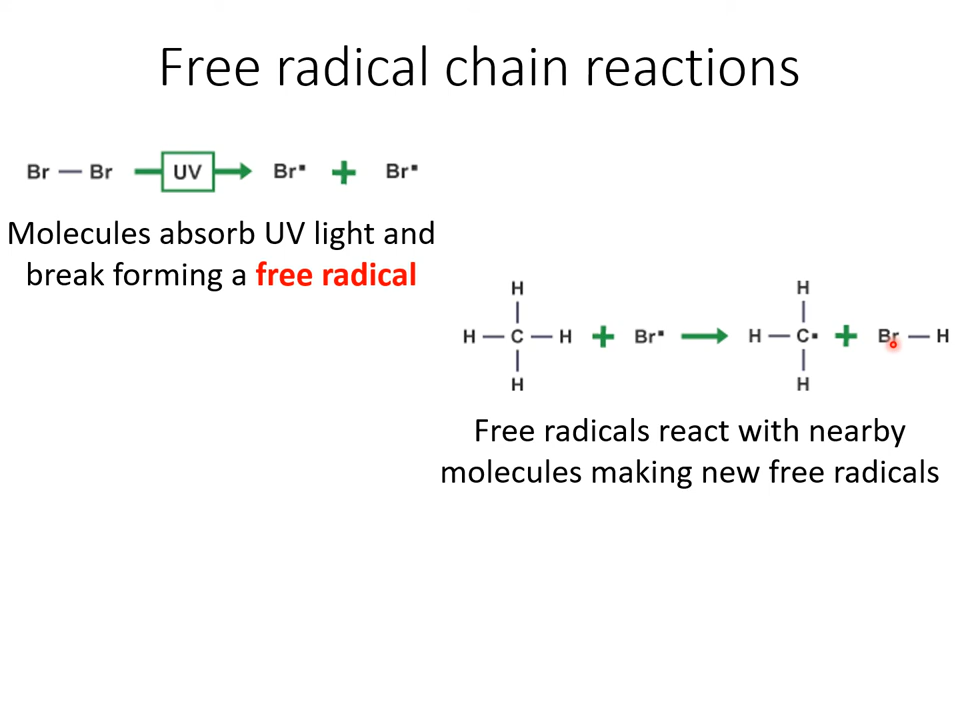 Free radical chain reactions
Br — Br UV Br▪ + Br▪
Molecules absorb UV light and
break forming a free radical
H H
H — C — H + Br▪ H — C▪ + Br — H
H H
Free radicals react with nearby
molecules making new free radicals